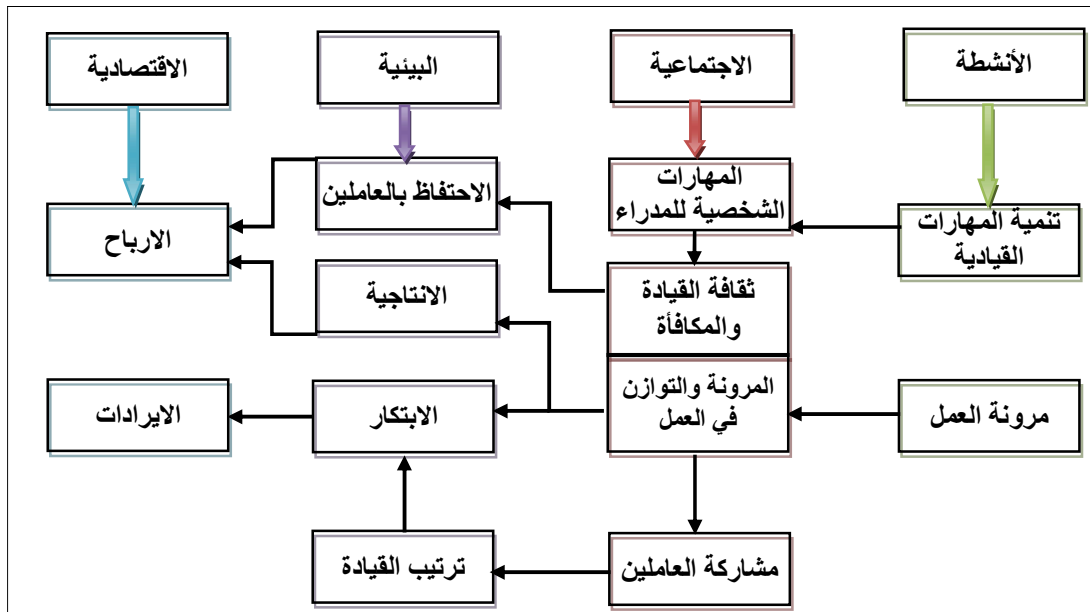 الأنشطة
الاجتماعية
البيئية
الاقتصادية
تنمية المهارات
القيادية
المهارات
الشخصية للمدراء
الاحتفاظ بالعاملين
الارباح
ثقافة القيادة
والمكافأة
الانتاجية
مرونة العمل
المرونة والتوازن
في العمل
الابتكار
الايرادات
مشاركة العاملين
ترتيب القيادة